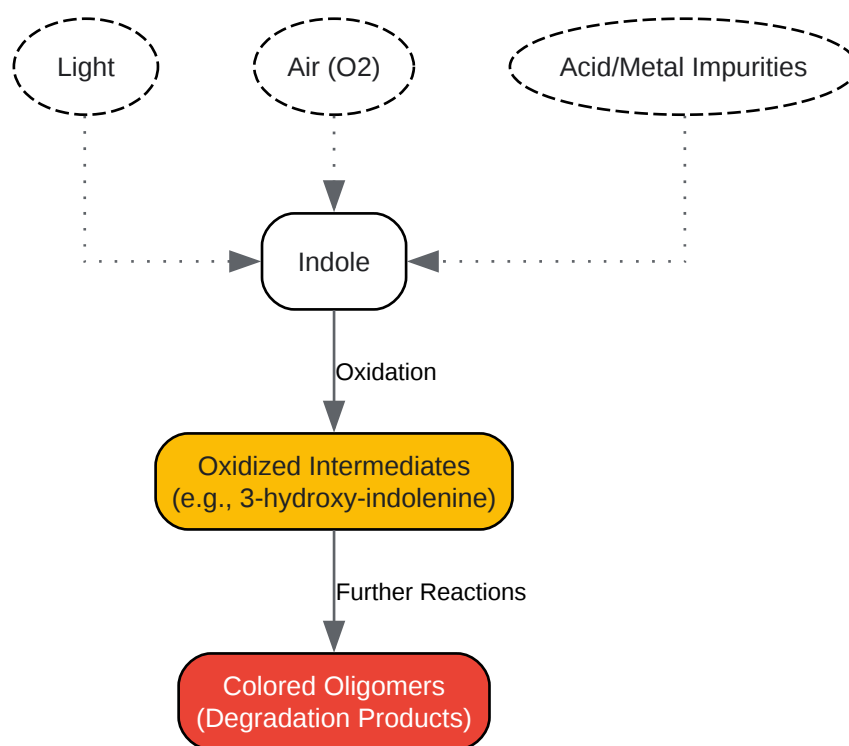 Light
Air (O2)
Acid/Metal Impurities
Indole
Oxidation
Oxidized Intermediates
(e.g., 3-hydroxy-indolenine)
Further Reactions
Colored Oligomers
(Degradation Products)